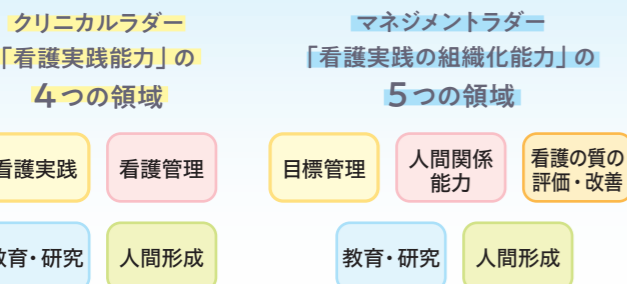 クリニカルラダー
「看護実践能力」の
4つの領域
マネジメントラダー
「看護実践の組織化能力」の
5つの領域
看護実践
看護管理
教育・研究
人間形成
目標管理
人間関係
能力
看護の質の
評価・改善
教育・研究
人間形成